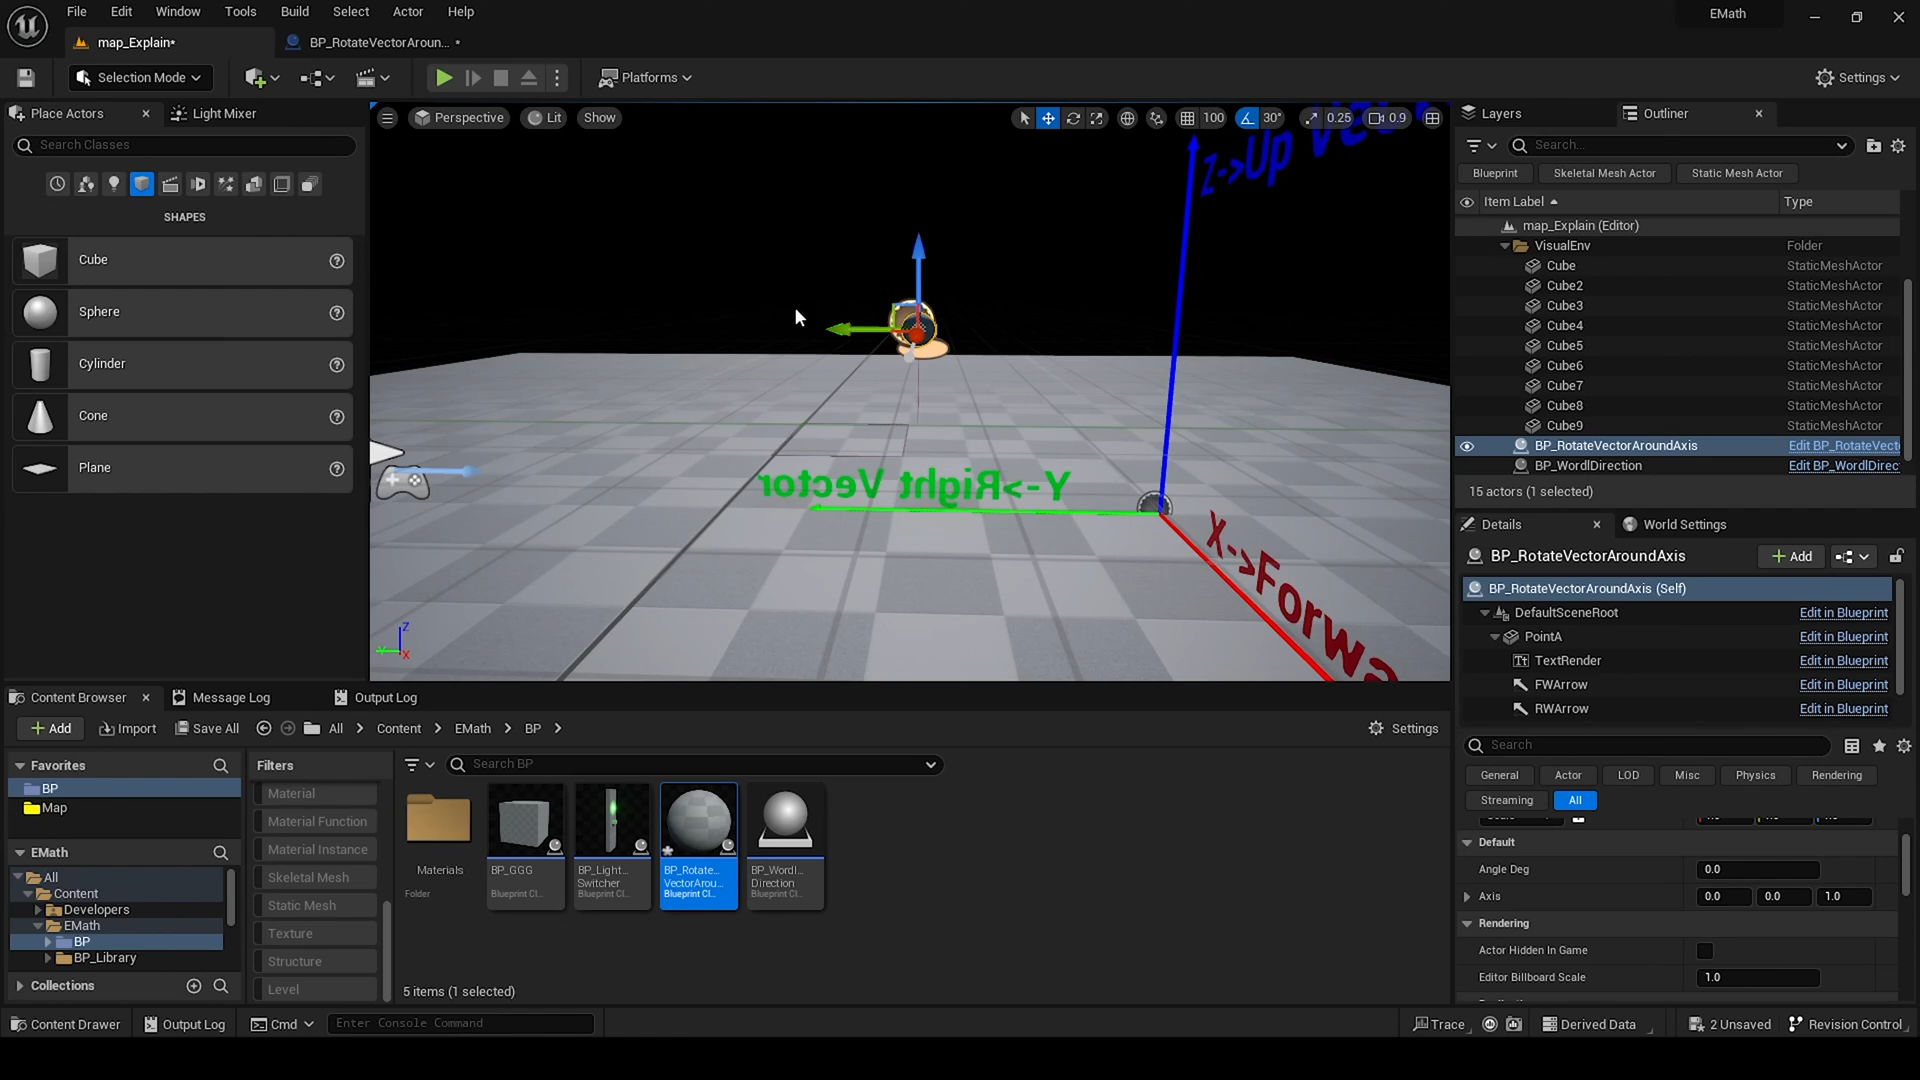 File Edit Window Tools Build Select Actor Help
EMath
map_Explain*
BP_RotateVectorAroun... *
Selection Mode
Platforms
Settings
Place Actors
Light Mixer
Search Classes
SHAPES
Cube
Sphere
Cylinder
Cone
Plane
Perspective
Lit
Show
100
30°
0.25
0.9
Z->Up Vect
Y->Right Vector
X->Forwa
Z
Y
X
Layers
Outliner
Search...
Blueprint
Skeletal Mesh Actor
Static Mesh Actor
Item Label
Type
map_Explain (Editor)
VisualEnv Folder
Cube StaticMeshActor
Cube2 StaticMeshActor
Cube3 StaticMeshActor
Cube4 StaticMeshActor
Cube5 StaticMeshActor
Cube6 StaticMeshActor
Cube7 StaticMeshActor
Cube8 StaticMeshActor
Cube9 StaticMeshActor
BP_RotateVectorAroundAxis Edit BP_RotateVect
BP_WordlDirection Edit BP_WordlDirec
15 actors (1 selected)
Details
World Settings
BP_RotateVectorAroundAxis
Add
BP_RotateVectorAroundAxis (Self)
DefaultSceneRoot Edit in Blueprint
PointA Edit in Blueprint
TextRender Edit in Blueprint
FWArrow Edit in Blueprint
RWArrow Edit in Blueprint
Search
General Actor LOD Misc Physics Rendering
Streaming All
Default
Angle Deg 0.0
Axis 0.0 0.0 1.0
Rendering
Actor Hidden In Game
Editor Billboard Scale 1.0
Content Browser
Message Log
Output Log
Add
Import
Save All
All > Content > EMath > BP >
Settings
Favorites
BP
Map
EMath
All
Content
Developers
EMath
BP
BP_Library
Collections
Filters
Material
Material Function
Material Instance
Skeletal Mesh
Static Mesh
Texture
Structure
Level
Search BP
Materials
Folder
BP_GGG
Blueprint Cl...
BP_Light...
Switcher
Blueprint Cl...
BP_Rotate...
VectorArou...
Blueprint Cl...
BP_Wordl...
Direction
Blueprint Cl...
5 items (1 selected)
Content Drawer
Output Log
Cmd
Enter Console Command
Trace
Derived Data
2 Unsaved
Revision Control